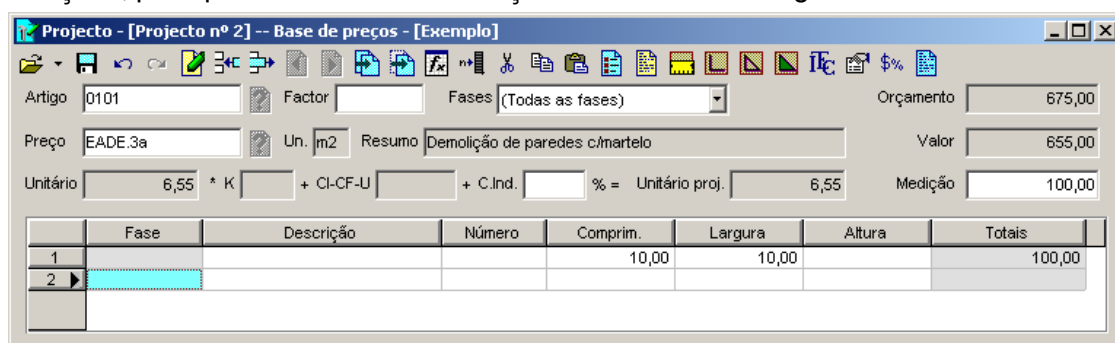 Projecto - [Projecto nº 2] -- Base de preços - [Exemplo]
Artigo 0101 Factor Fases (Todas as fases) Orçamento 675,00
Preço EADE.3a Un. m2 Resumo Demolição de paredes c/martelo Valor 655,00
Unitário 6,55 * K + CI-CF-U + C.Ind. % = Unitário proj. 6,55 Medição 100,00
Fase Descrição Número Comprim. Largura Altura Totais
1 10,00 10,00 100,00
2